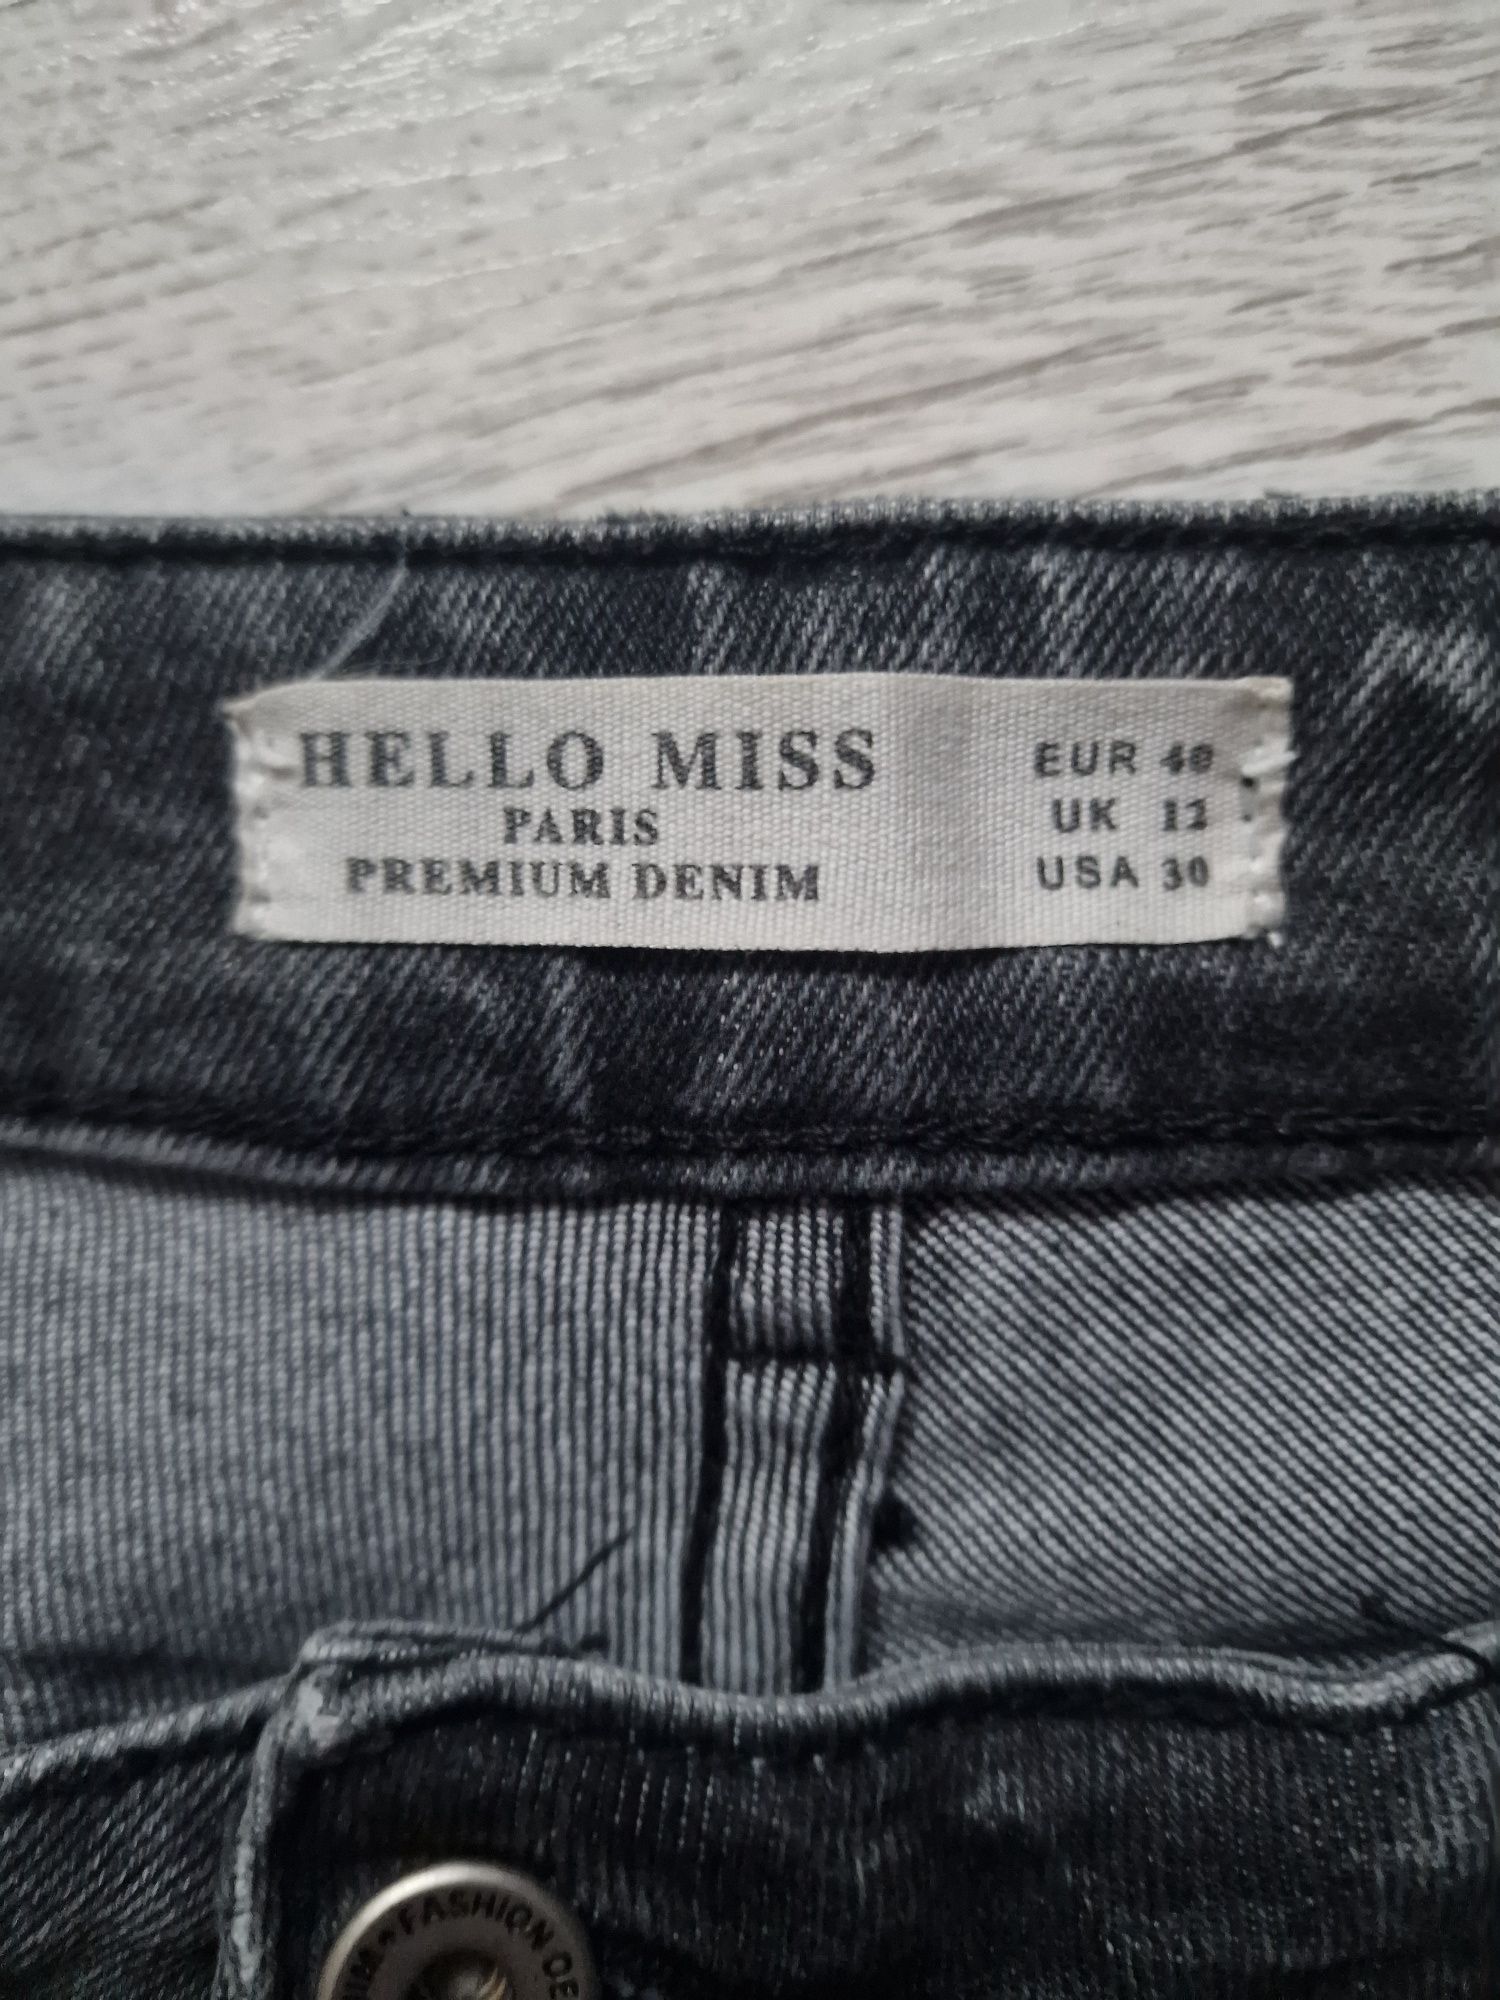 HELLO MISS
PARIS
PREMIUM DENIM
EUR 40
UK 12
USA 30
FASHION